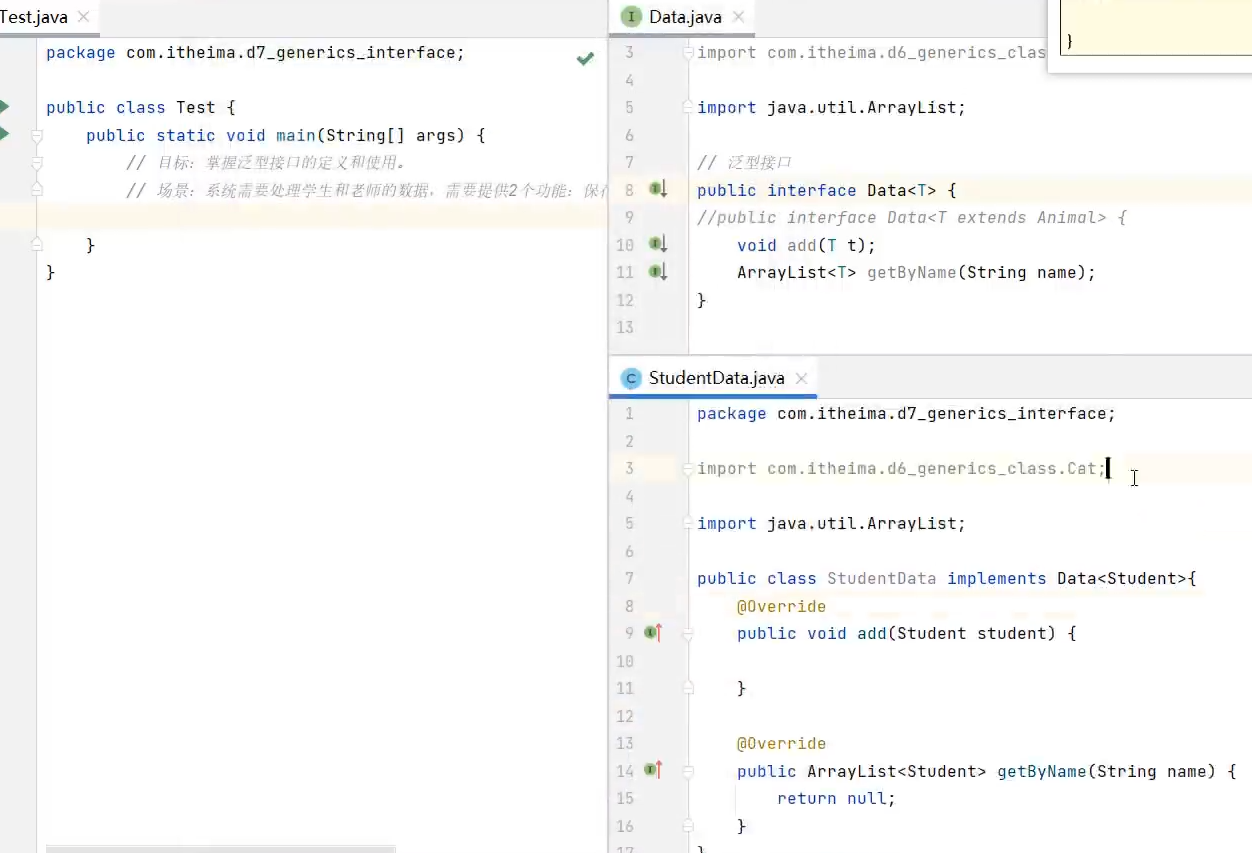 Test.java
package com.itheima.d7_generics_interface;
public class Test {
public static void main(String[] args) {
// 目标：掌握泛型接口的定义和使用。
// 场景：系统需要处理学生和老师的数据，需要提供2个功能：保
}
}
Data.java
}
3 import com.itheima.d6_generics_clas
4
5 import java.util.ArrayList;
6
7 // 泛型接口
8 public interface Data<T> {
9 //public interface Data<T extends Animal> {
10 void add(T t);
11 ArrayList<T> getByName(String name);
12 }
13
StudentData.java
1 package com.itheima.d7_generics_interface;
2
3 import com.itheima.d6_generics_class.Cat;
4
5 import java.util.ArrayList;
6
7 public class StudentData implements Data<Student>{
8 @Override
9 public void add(Student student) {
10
11 }
12
13 @Override
14 public ArrayList<Student> getByName(String name) {
15 return null;
16 }
17 }